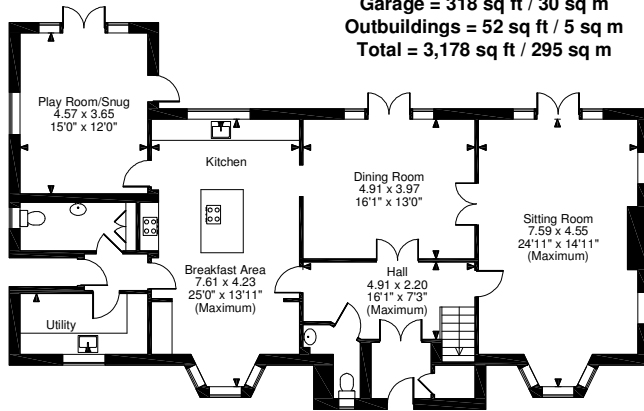 Garage = 318 sq ft / 30 sq m
Outbuildings = 52 sq ft / 5 sq m
Total = 3,178 sq ft / 295 sq m
Play Room/Snug
4.57 x 3.65
15'0" x 12'0"
Kitchen
Dining Room
4.91 x 3.97
16'1" x 13'0"
Sitting Room
7.59 x 4.55
24'11" x 14'11"
(Maximum)
Breakfast Area
7.61 x 4.23
25'0" x 13'11"
(Maximum)
Hall
4.91 x 2.20
16'1" x 7'3"
(Maximum)
Utility